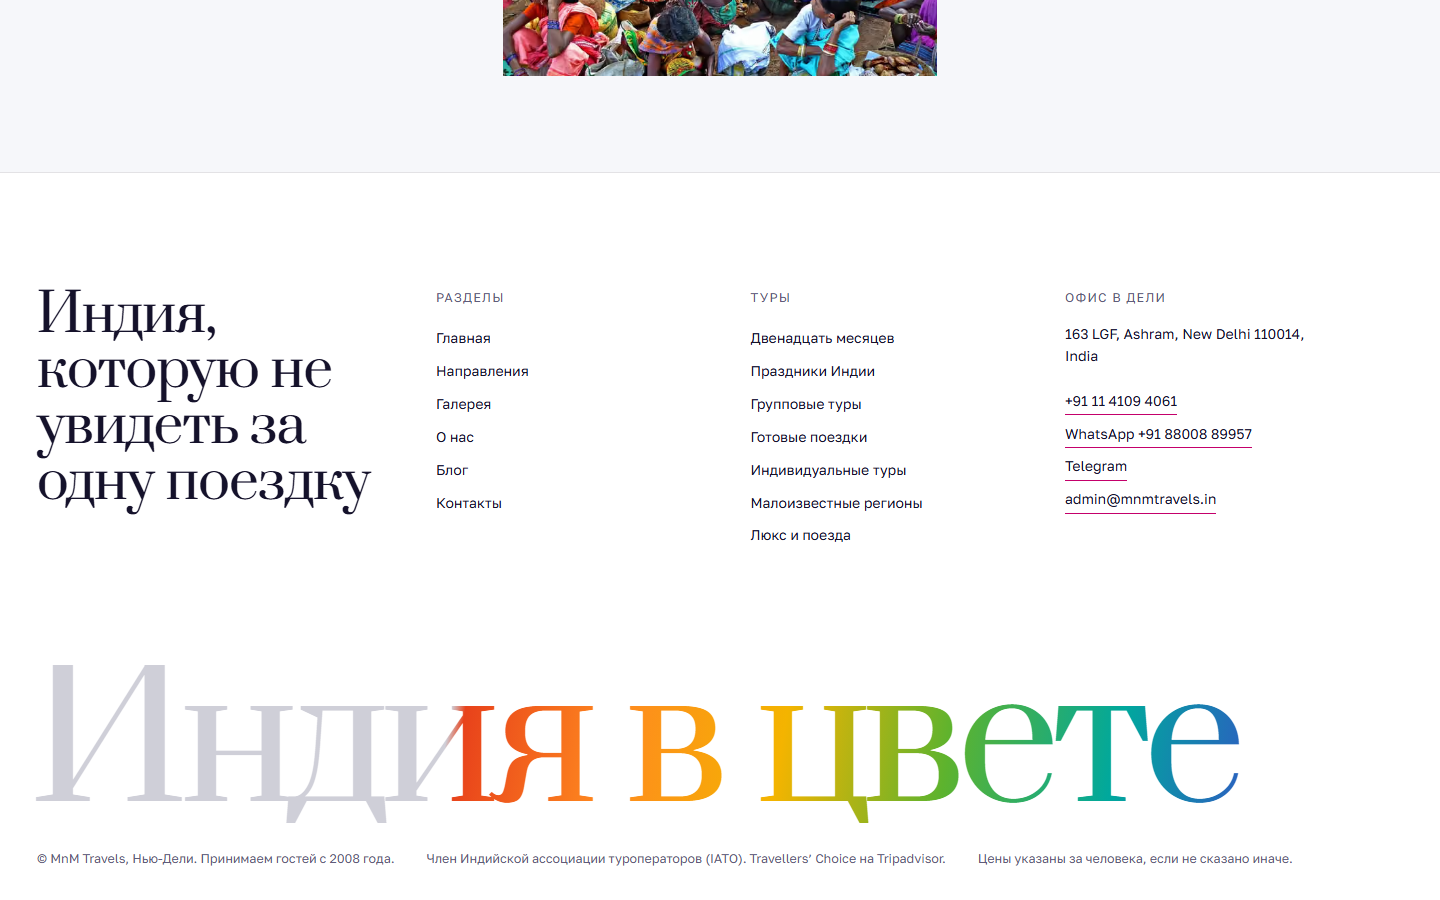 Индия,
которую не
увидеть за
одну поездку
РАЗДЕЛЫ
Главная
Направления
Галерея
О нас
Блог
Контакты
ТУРЫ
Двенадцать месяцев
Праздники Индии
Групповые туры
Готовые поездки
Индивидуальные туры
Малоизвестные регионы
Люкс и поезда
ОФИС В ДЕЛИ
163 LGF, Ashram, New Delhi 110014,
India
+91 11 4109 4061
WhatsApp +91 88008 89957
Telegram
admin@mnmtravels.in
Индия в цвете
© MnM Travels, Нью-Дели. Принимаем гостей с 2008 года.
Член Индийской ассоциации туроператоров (IATO). Travellers’ Choice на Tripadvisor.
Цены указаны за человека, если не сказано иначе.